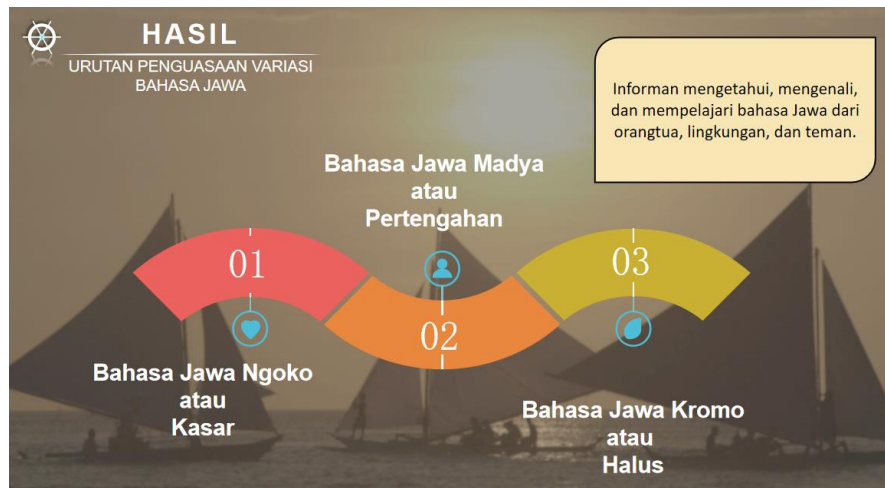 HASIL
URUTAN PENGUASAAN VARIASI
BAHASA JAWA
Informan mengetahui, mengenali,
dan mempelajari bahasa Jawa dari
orangtua, lingkungan, dan teman.
01
Bahasa Jawa Ngoko
atau
Kasar
Bahasa Jawa Madya
atau
Pertengahan
02
03
Bahasa Jawa Kromo
atau
Halus